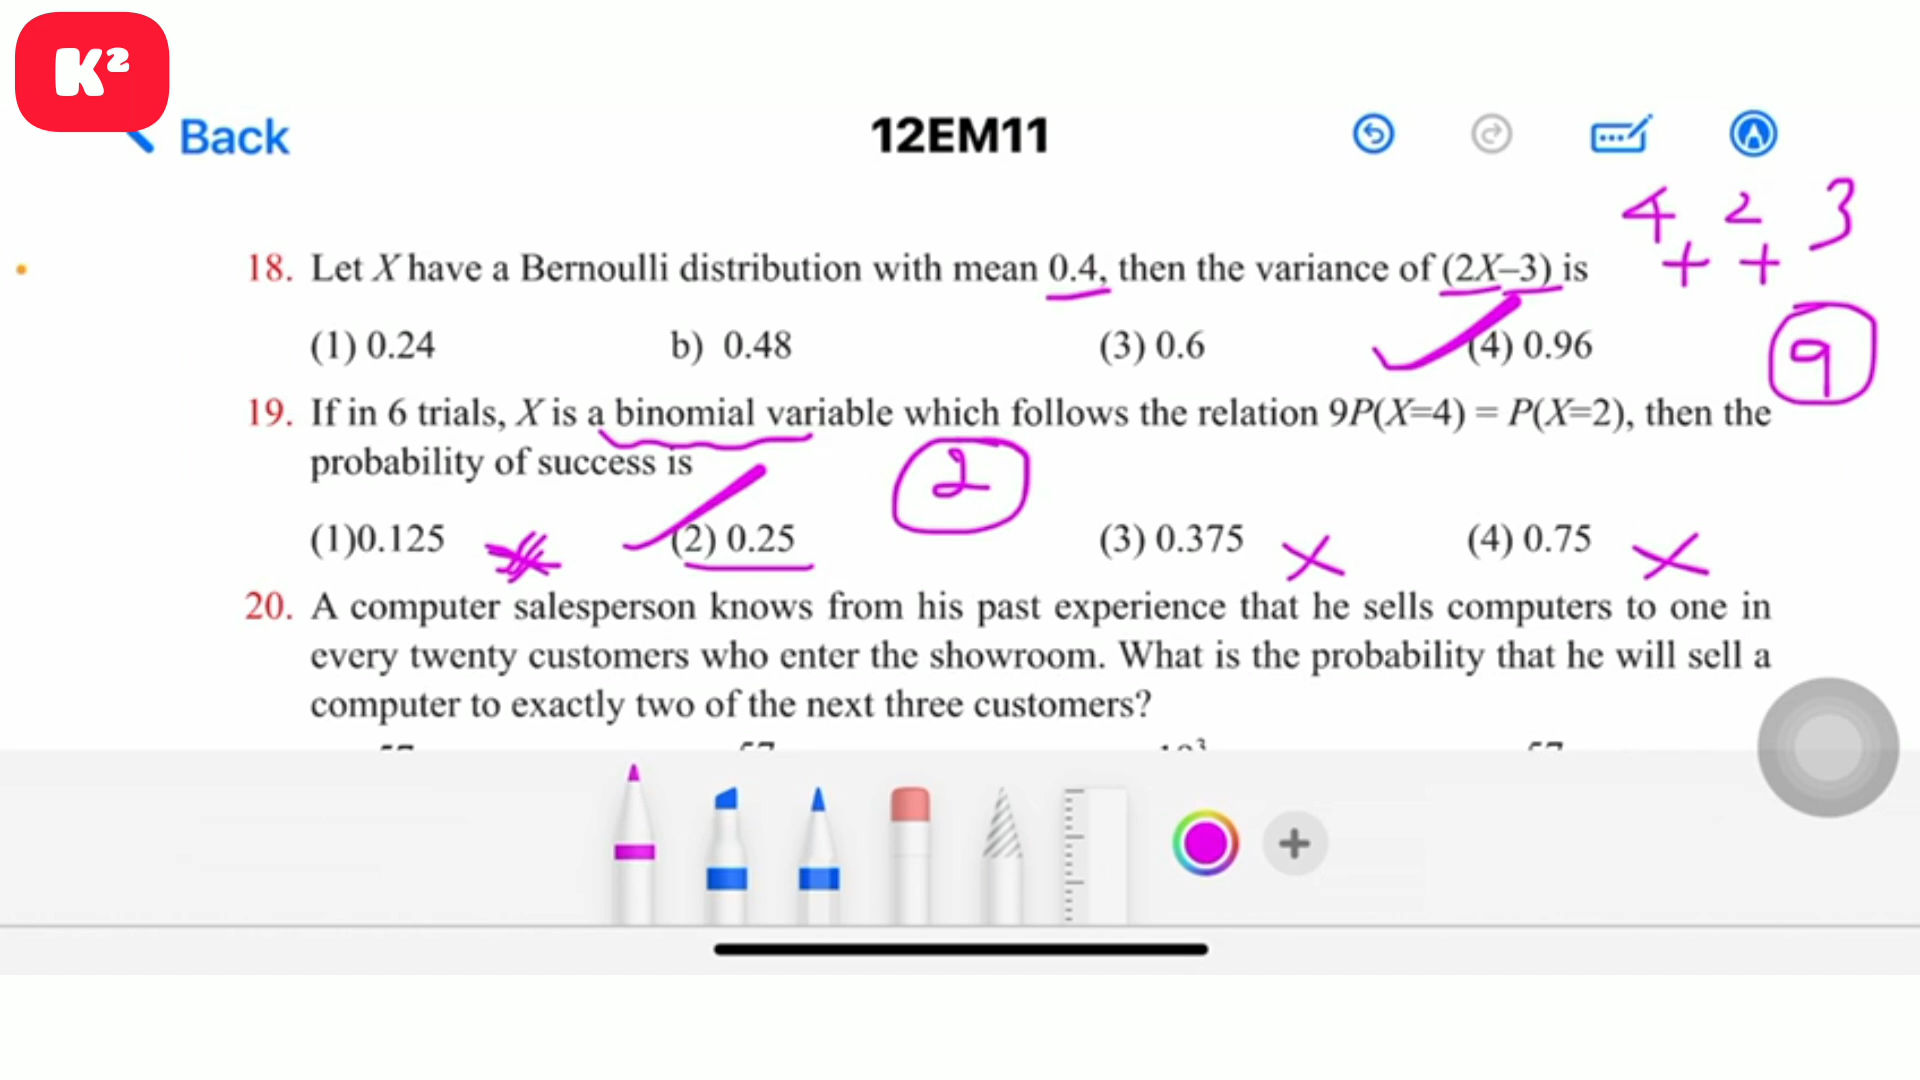 K²
Back
12EM11
4 2 3
+ +
18. Let X have a Bernoulli distribution with mean 0.4, then the variance of (2X–3) is
(1) 0.24 b) 0.48 (3) 0.6 (4) 0.96
9
19. If in 6 trials, X is a binomial variable which follows the relation 9P(X=4) = P(X=2), then the
probability of success is
2
(1)0.125 (2) 0.25 (3) 0.375 (4) 0.75
20. A computer salesperson knows from his past experience that he sells computers to one in
every twenty customers who enter the showroom. What is the probability that he will sell a
computer to exactly two of the next three customers?